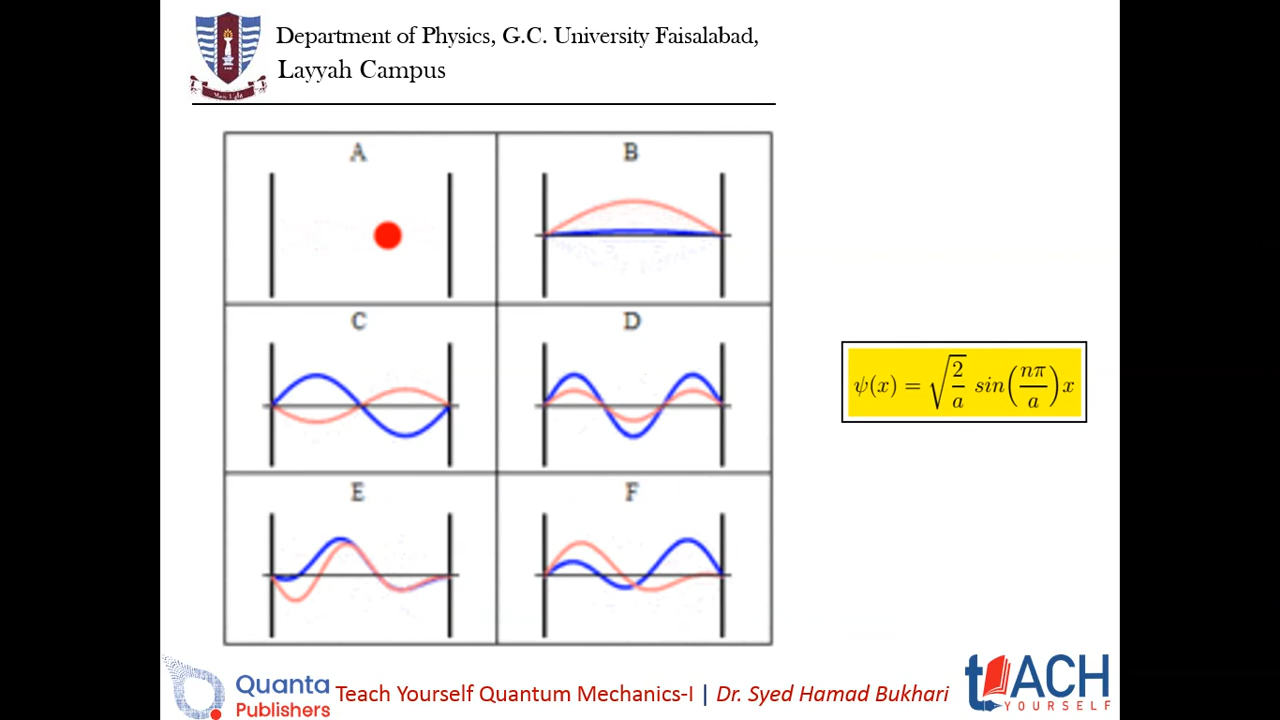 Department of Physics, G.C. University Faisalabad,
Layyah Campus
A
B
C
D
E
F
ψ(x) = √(2/a) sin(nπ/a)x
Quanta
Publishers
Teach Yourself Quantum Mechanics-I | Dr. Syed Hamad Bukhari
tEACH
YOURSELF